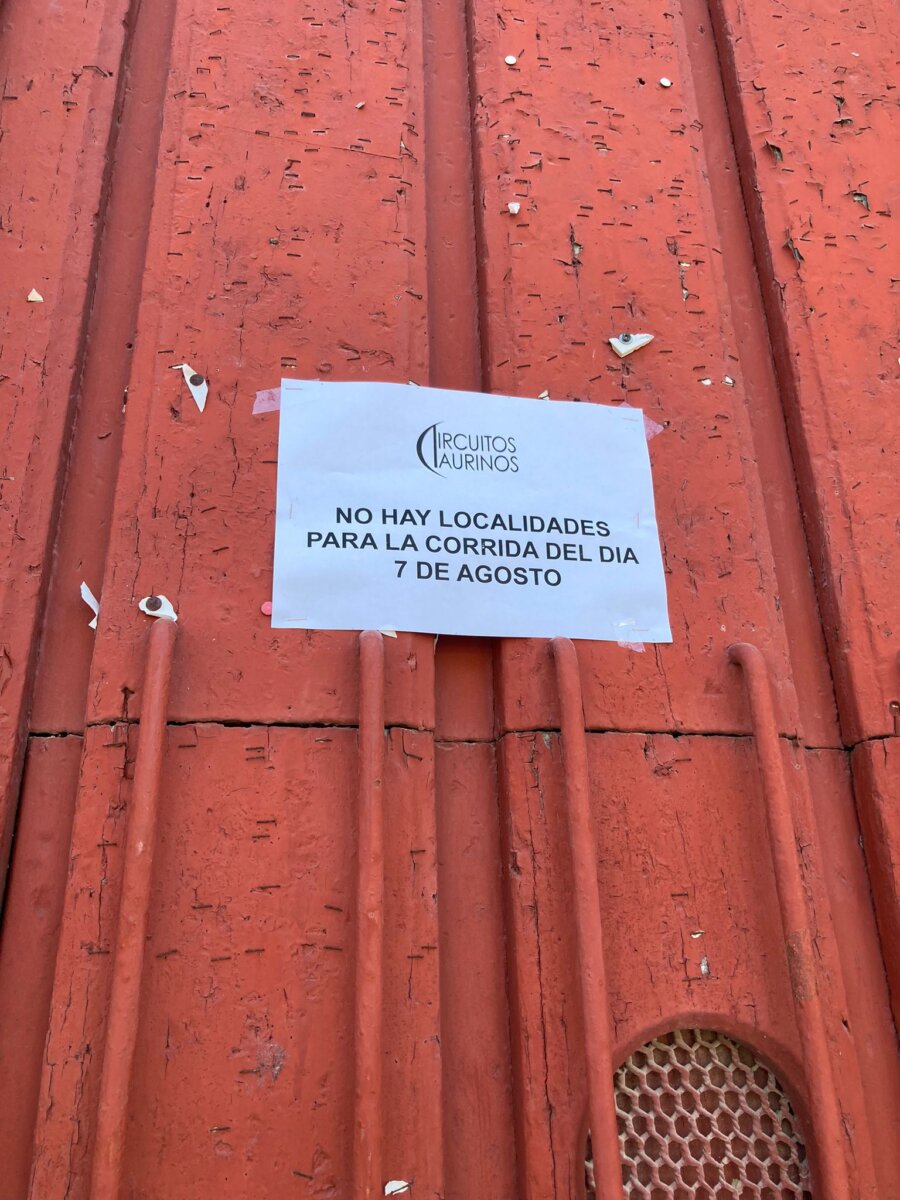 CIRCUITOS
TAURINOS
NO HAY LOCALIDADES
PARA LA CORRIDA DEL DIA
7 DE AGOSTO